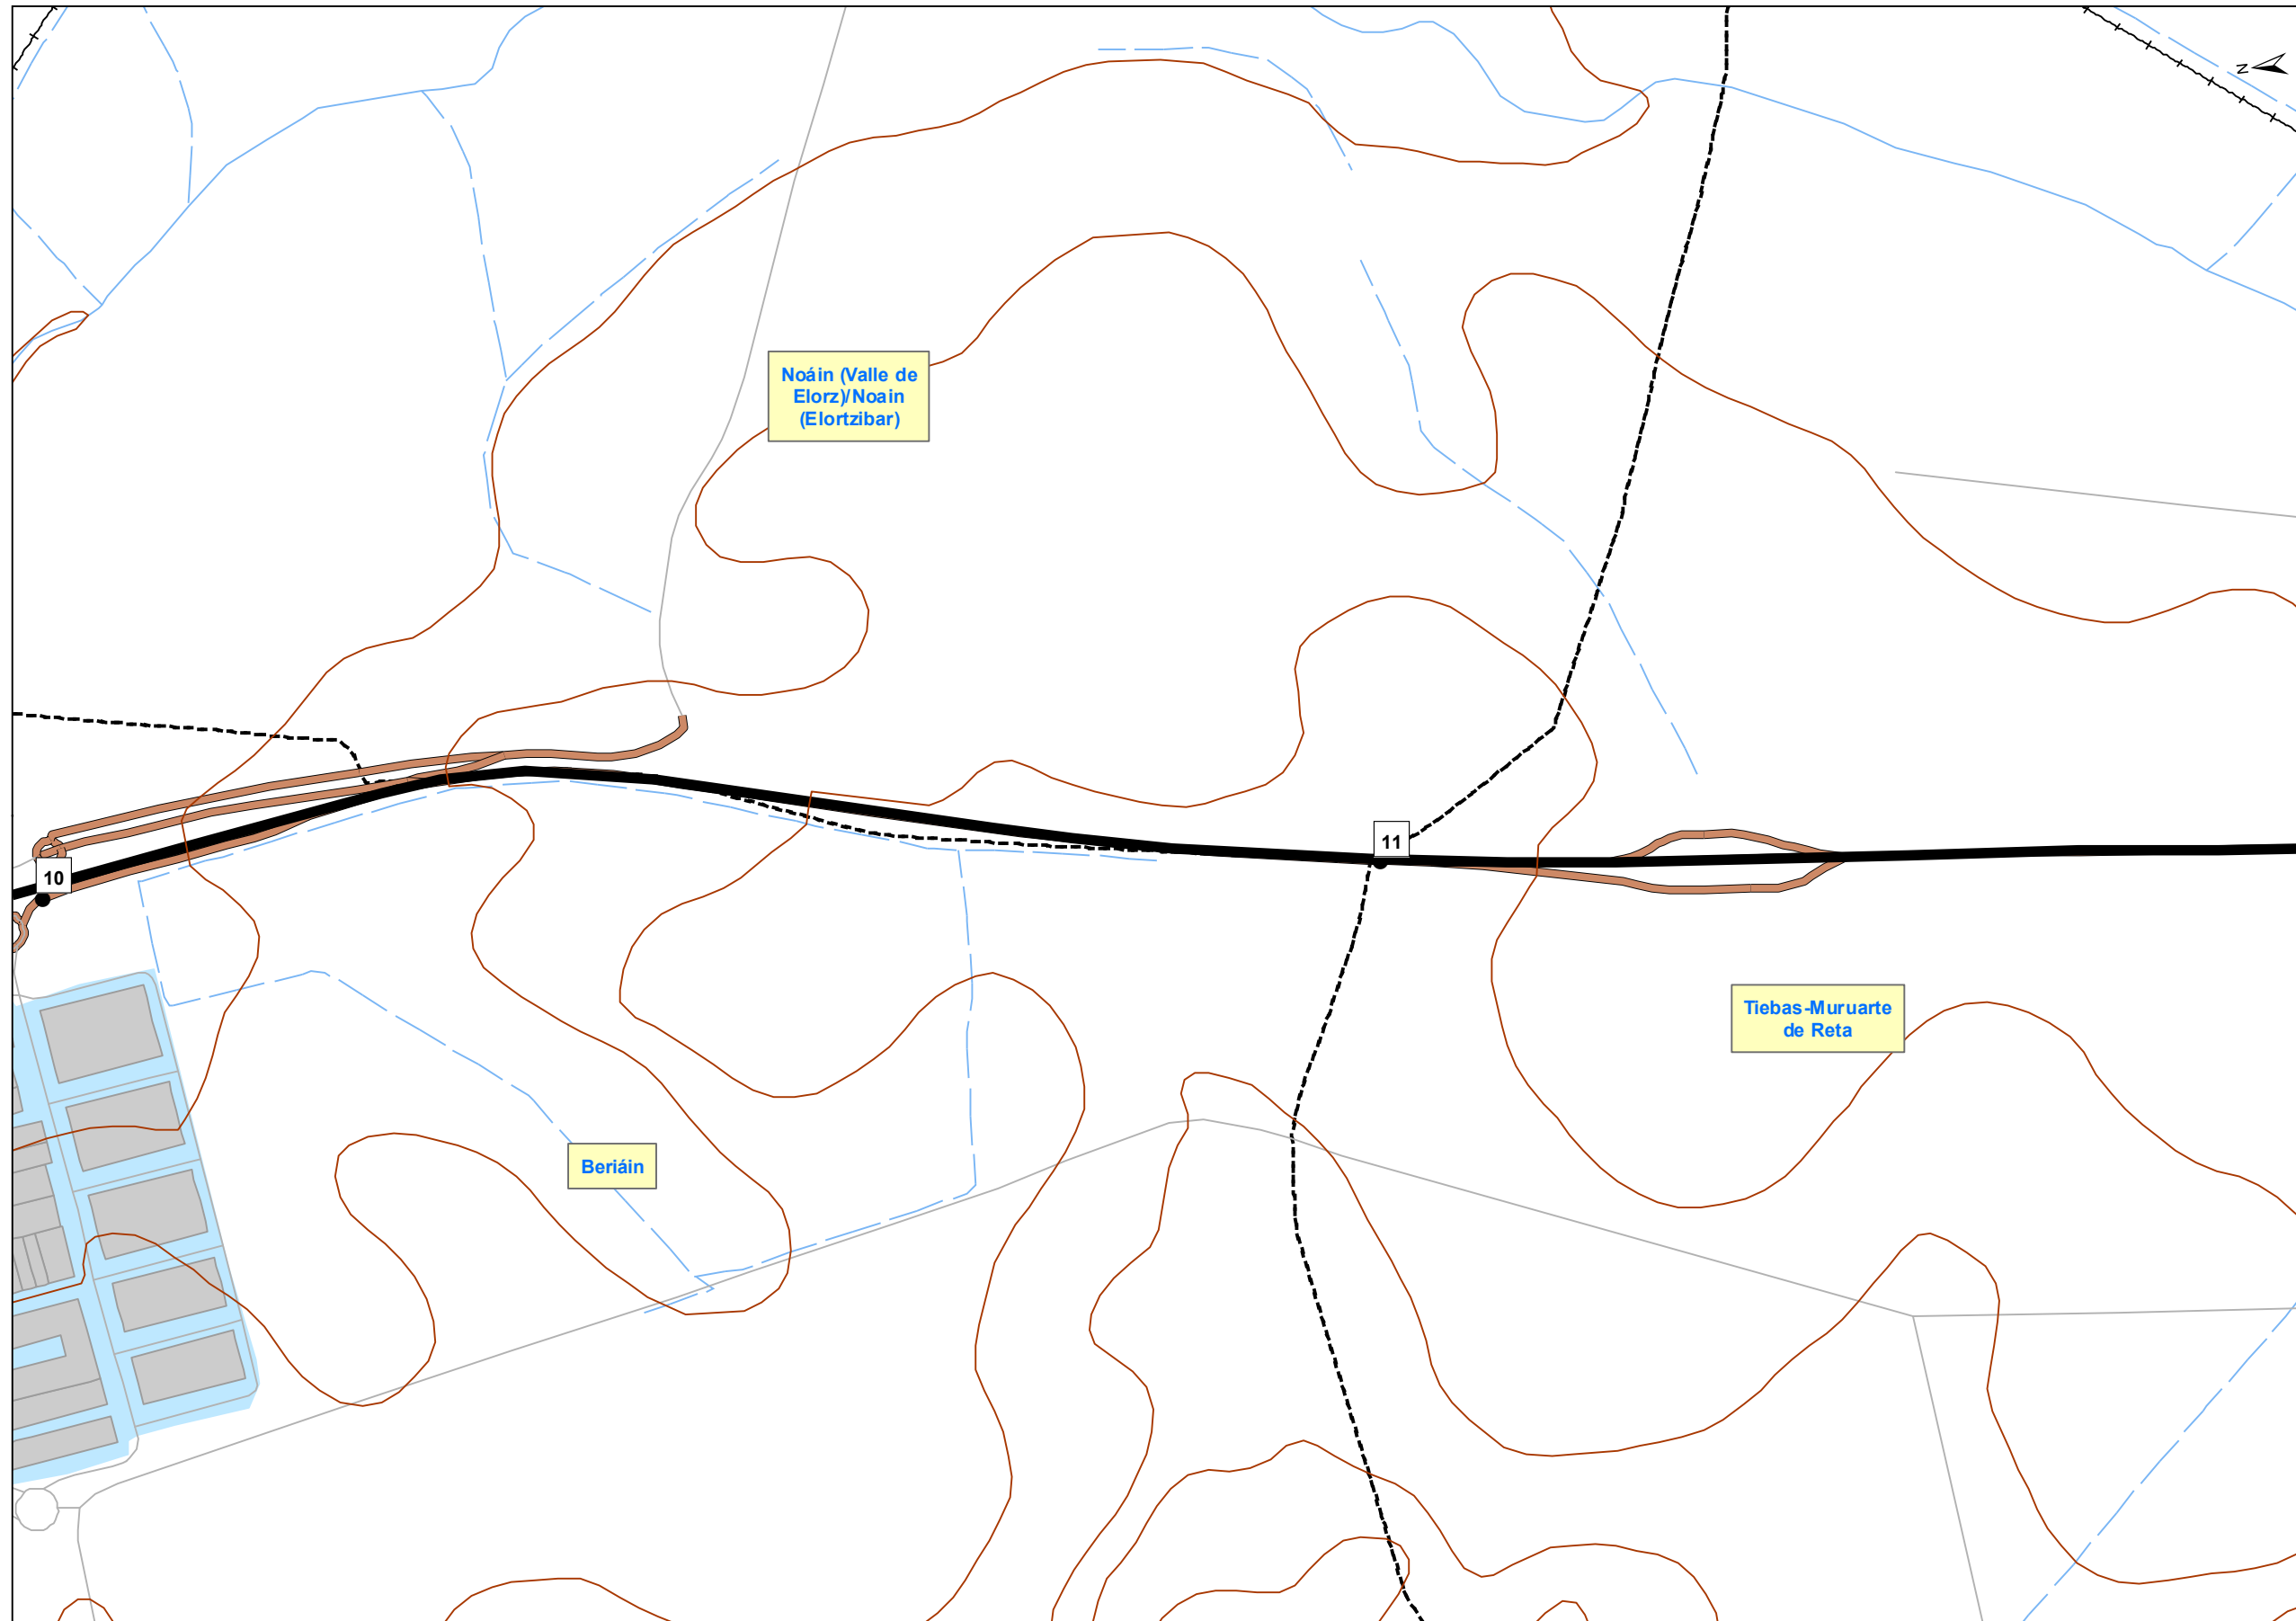 N
Noáin (Valle de
Elorz)/Noain
(Elortzibar)
11
10
Tiebas-Muruarte
de Reta
Beriáin